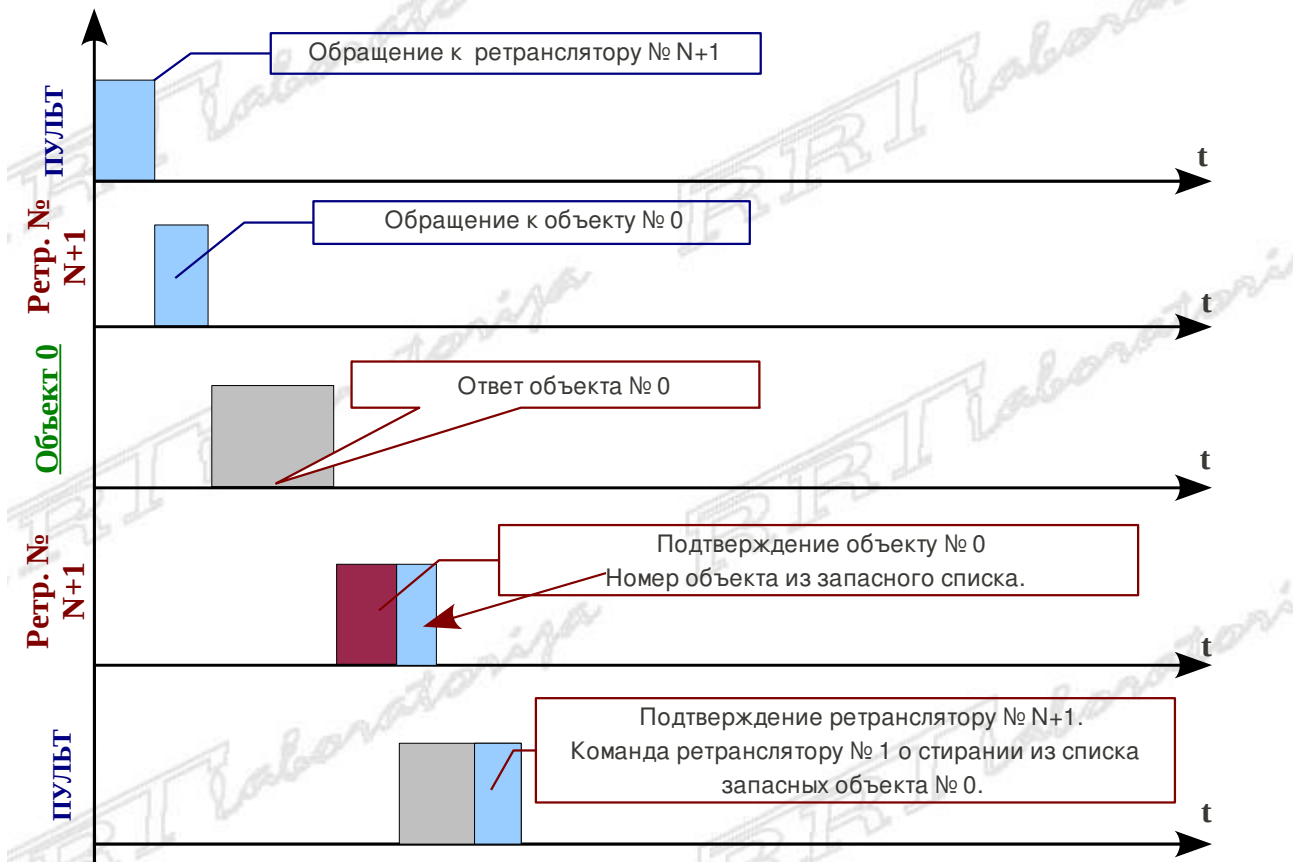 Обращение к ретранслятору № N+1
ПУЛЬТ
t
Обращение к объекту № 0
Ретр. №
N+1
t
Ответ объекта № 0
Объект 0
t
Подтверждение объекту № 0
Номер объекта из запасного списка.
Ретр. №
N+1
t
Подтверждение ретранслятору № N+1.
Команда ретранслятору № 1 о стирании из списка
запасных объекта № 0.
ПУЛЬТ
t
RRT laboratorija